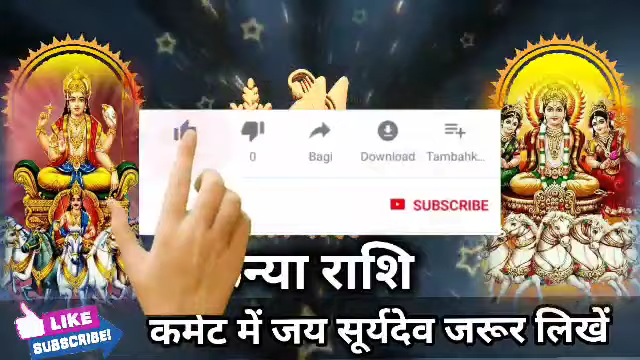 0 Bagi Download Tambahk...
SUBSCRIBE
राशि
LIKE
SUBSCRIBE!
कमेंट में जय सूर्यदेव जरूर लिखें